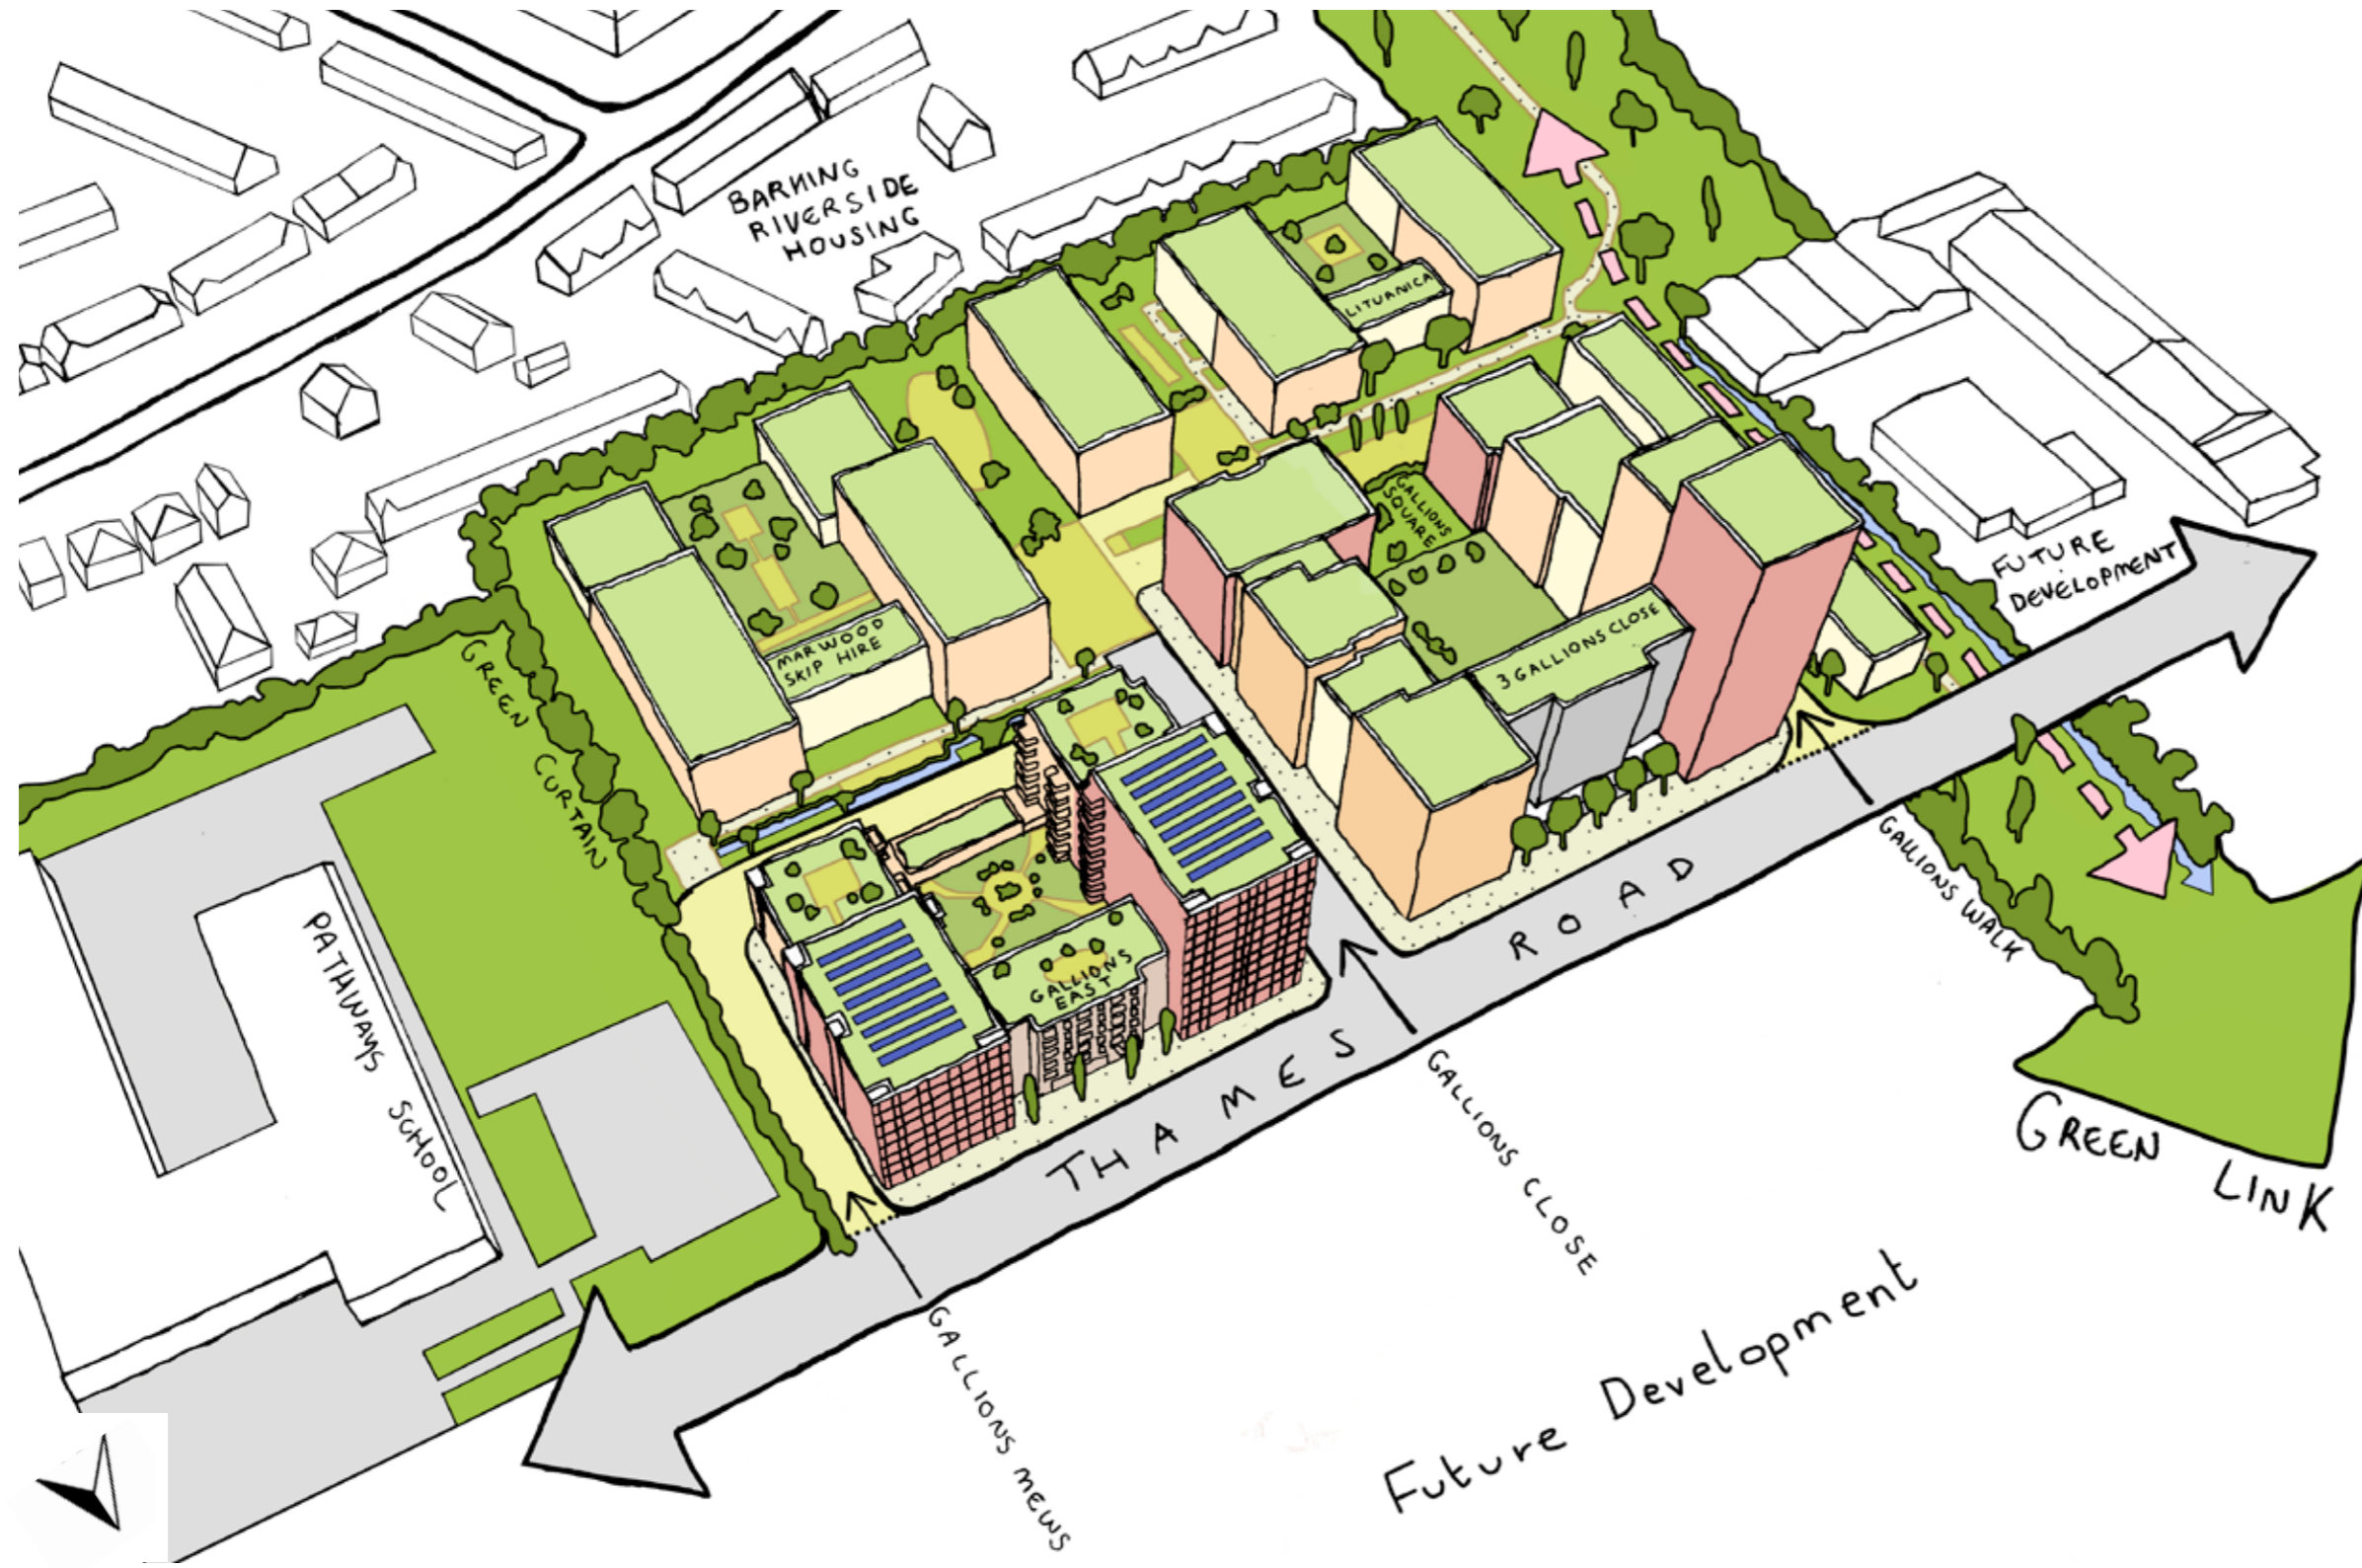 BARKING
RIVERSIDE
HOUSING
LITUANICA
GALLIONS
SQUARE
FUTURE
DEVELOPMENT
MARWOOD
SKIP HIRE
3 GALLIONS CLOSE
GREEN CURTAIN
PATHWAYS SCHOOL
GALLIONS
EAST
THAMES ROAD
GALLIONS WALK
GALLIONS CLOSE
GALLIONS MEWS
GREEN LINK
Future Development